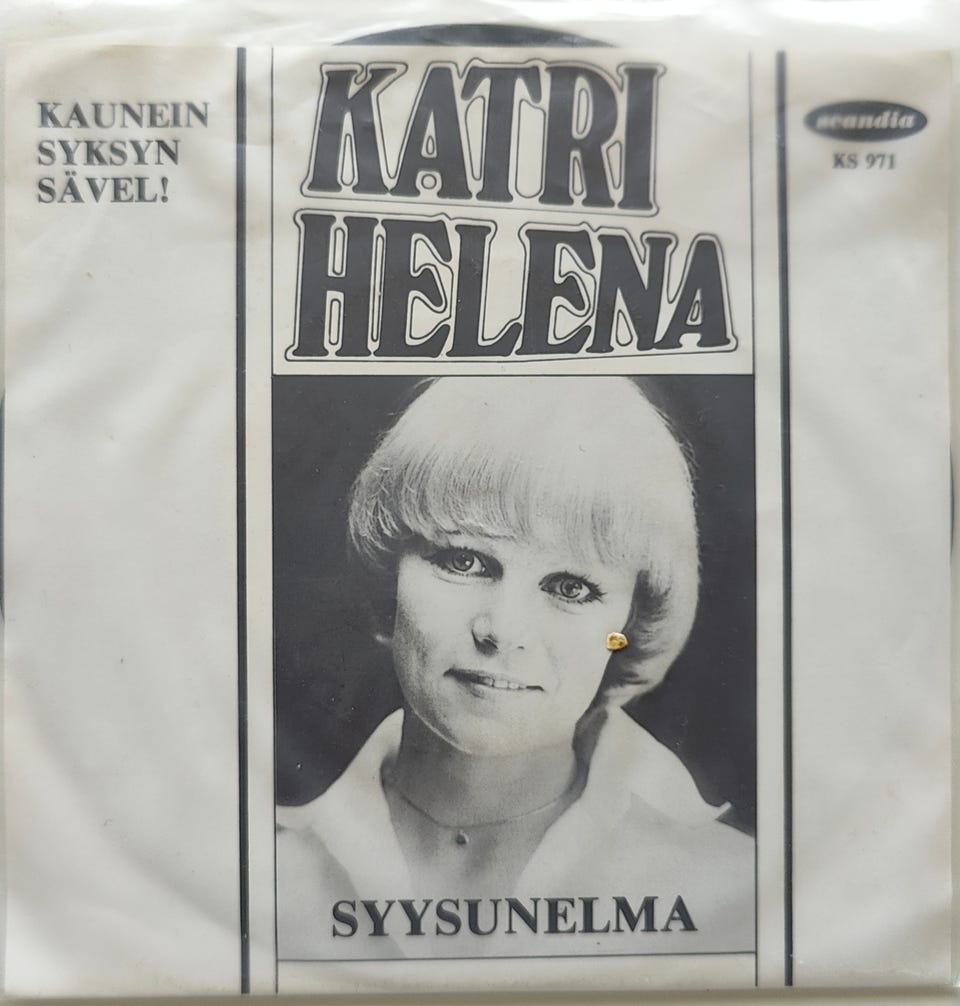 KAUNEIN
SYKSYN
SÄVEL!
KATRI
HELENA
scandia
KS 971
SYYSUNELMA